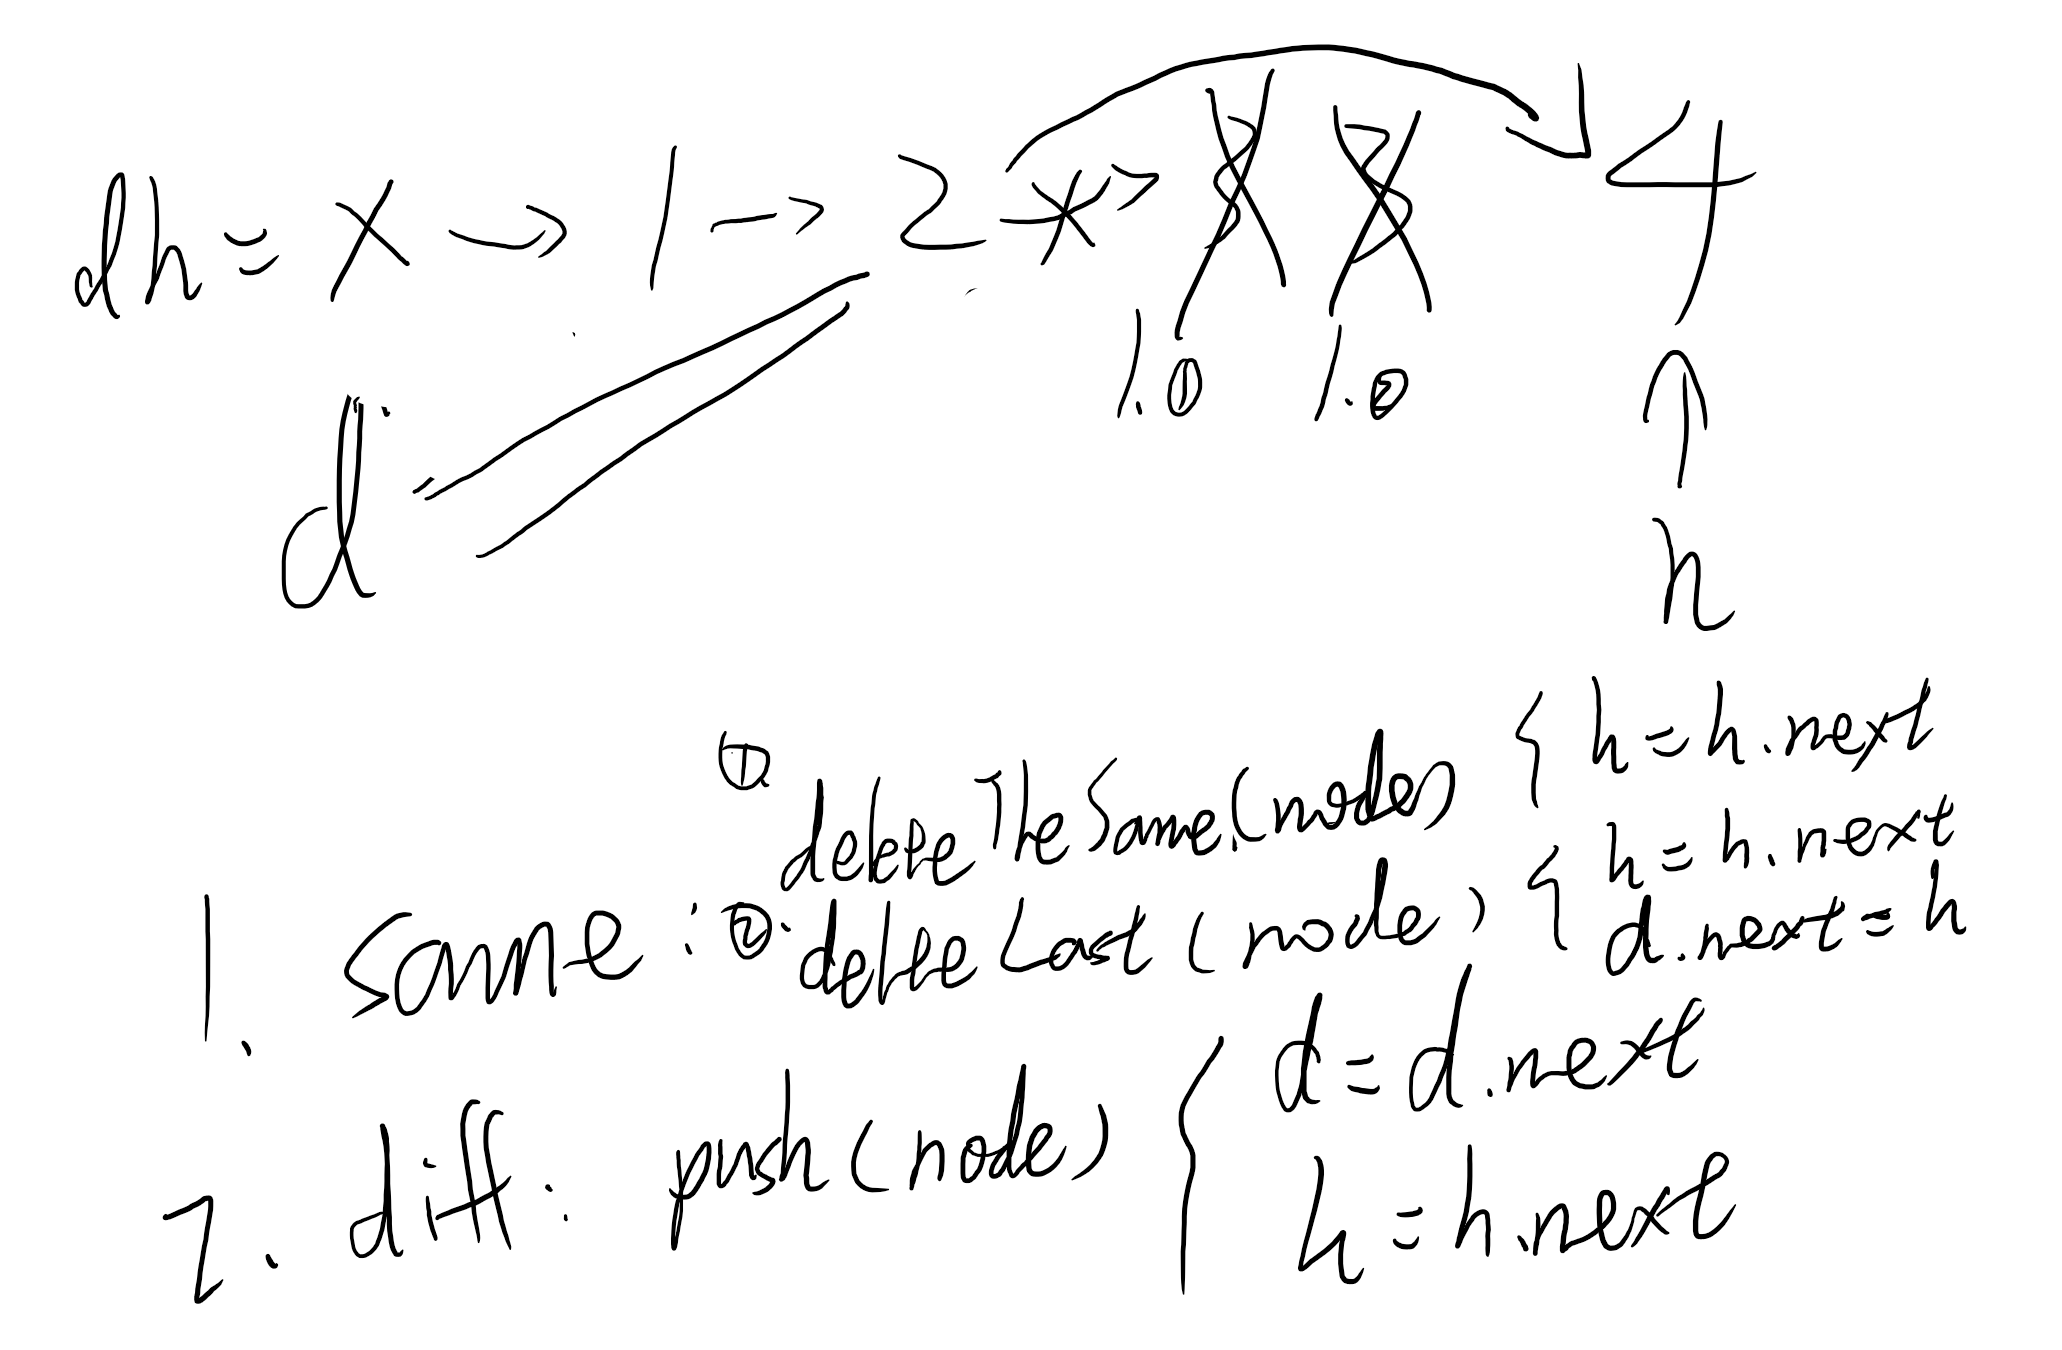 dh = x → 1 → 2 → 3 3 4
1.① 1.②
d
h
① deleteTheSame(node) { h = h.next
1. same: ② deleteLast(node) { h = h.next
d.next = h
2. diff: push(node) { d = d.next
h = h.next